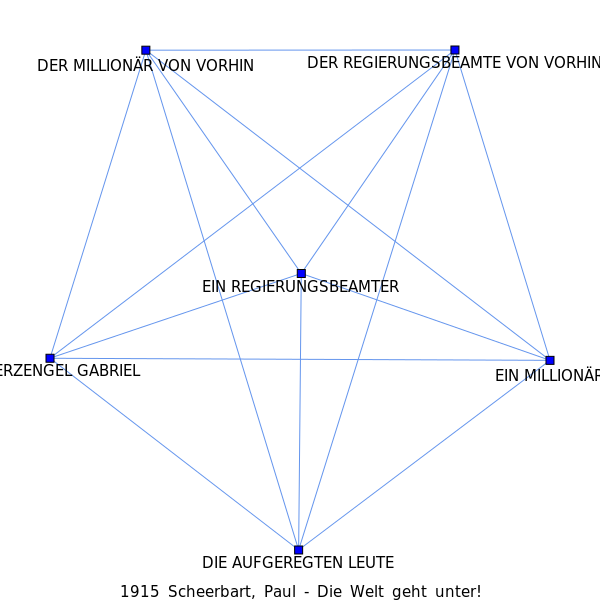 DER MILLIONÄR VON VORHIN
DER REGIERUNGSBEAMTE VON VORHIN
EIN REGIERUNGSBEAMTER
ERZENGEL GABRIEL
EIN MILLIONÄR
DIE AUFGEREGTEN LEUTE
1915 Scheerbart, Paul - Die Welt geht unter!